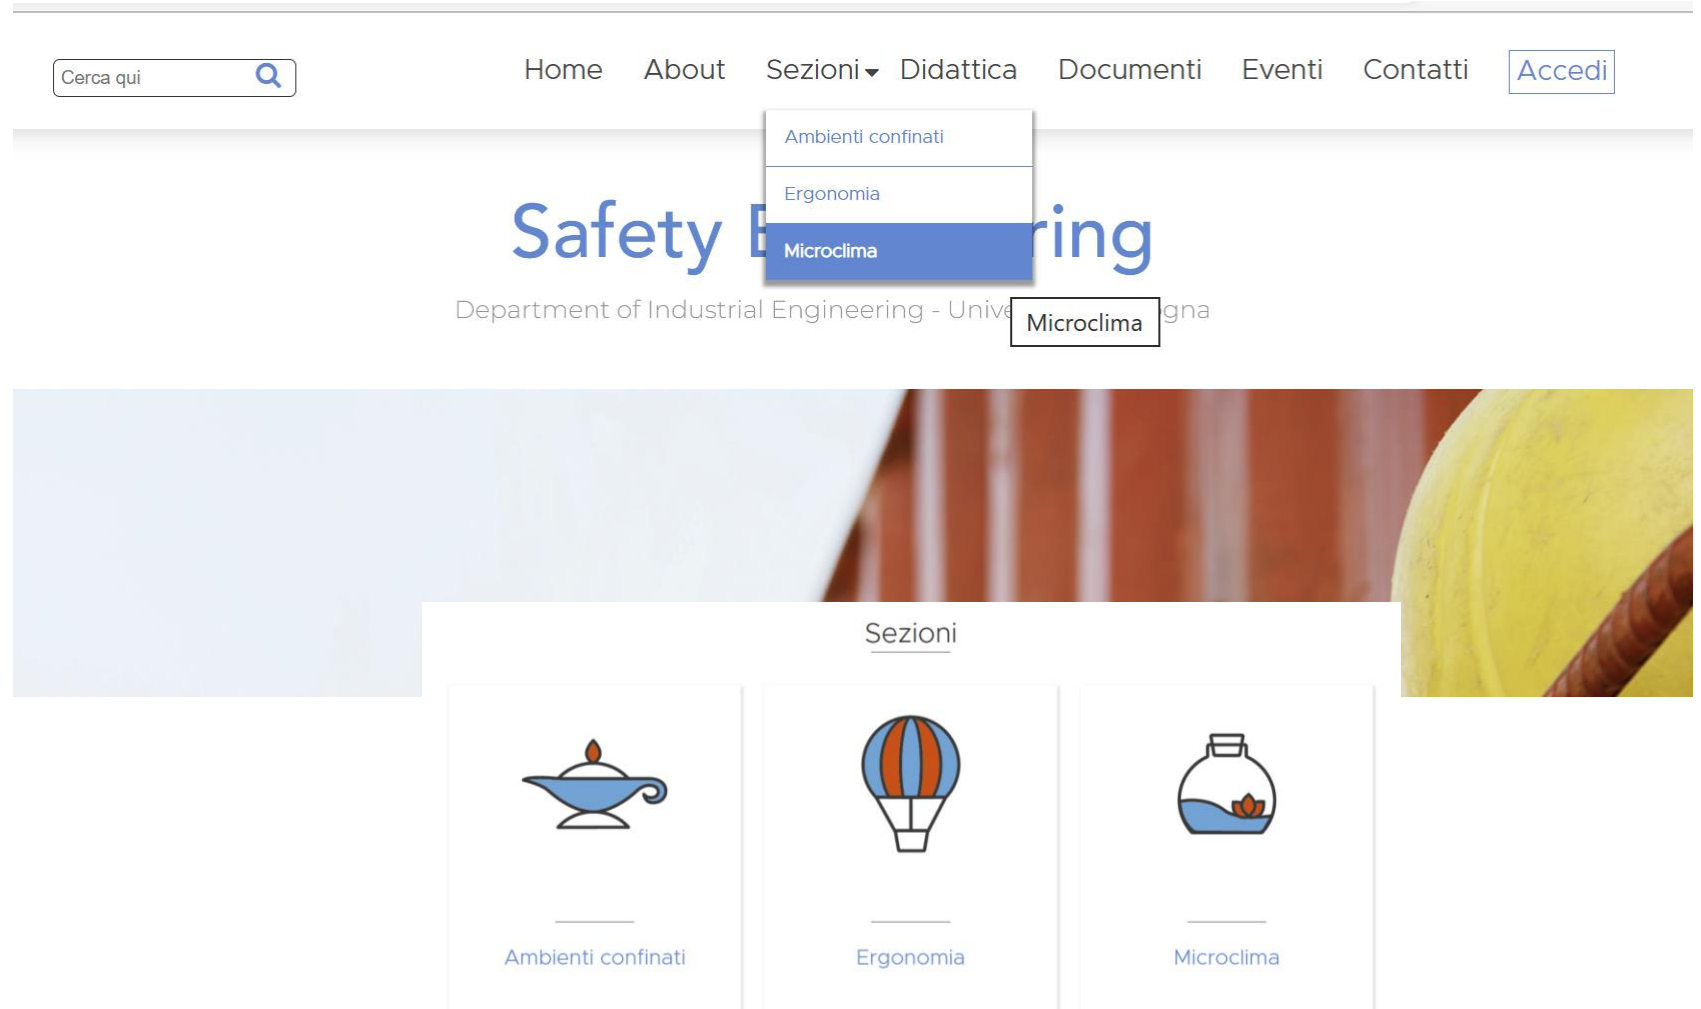 Cerca qui
Home About Sezioni Didattica Documenti Eventi Contatti Accedi
Ambienti confinati
Ergonomia
Microclima
Safety E ring
Department of Industrial Engineering - Unive gna
Microclima
Sezioni
Ambienti confinati Ergonomia Microclima